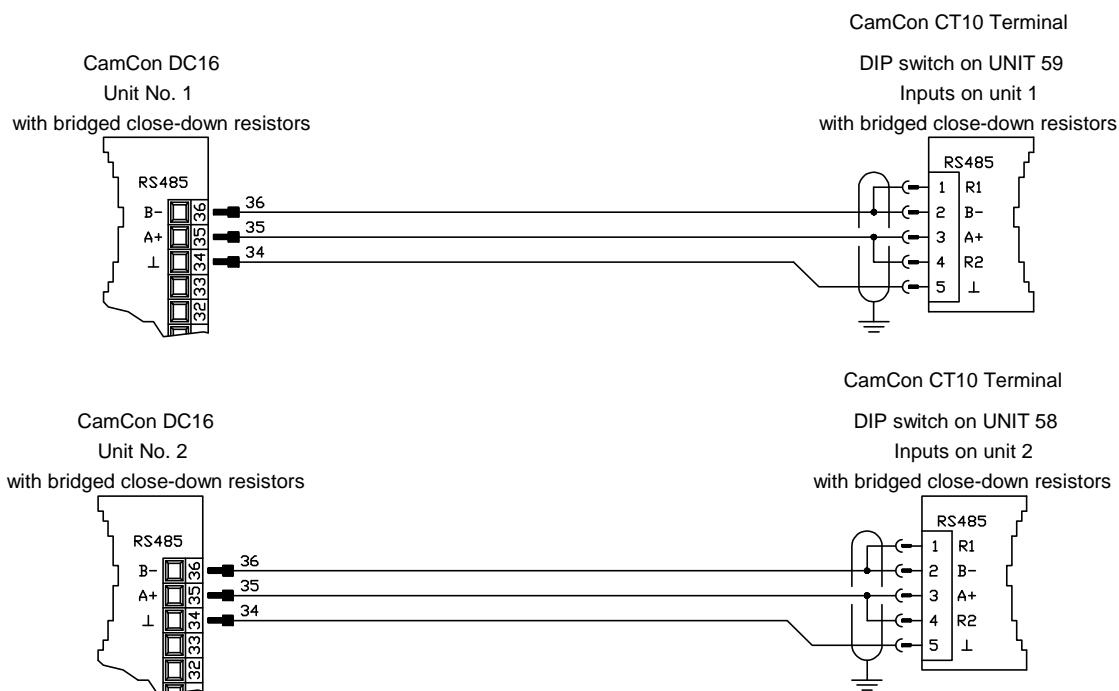 CamCon CT10 Terminal
CamCon DC16
DIP switch on UNIT 59
Unit No. 1
Inputs on unit 1
with bridged close-down resistors
with bridged close-down resistors
RS485
B-
A+
⊥
36
35
34
33
32
36
35
34
RS485
1 R1
2 B-
3 A+
4 R2
5 ⊥
CamCon CT10 Terminal
CamCon DC16
DIP switch on UNIT 58
Unit No. 2
Inputs on unit 2
with bridged close-down resistors
with bridged close-down resistors
RS485
B-
A+
⊥
36
35
34
33
32
36
35
34
RS485
1 R1
2 B-
3 A+
4 R2
5 ⊥